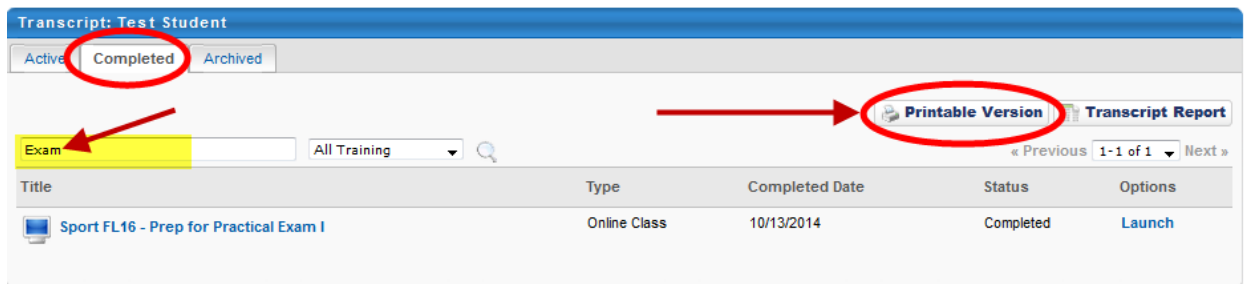 Transcript: Test Student
Active Completed Archived
Printable Version Transcript Report
Exam All Training « Previous 1-1 of 1 Next »
Title Type Completed Date Status Options
Sport FL16 - Prep for Practical Exam I Online Class 10/13/2014 Completed Launch